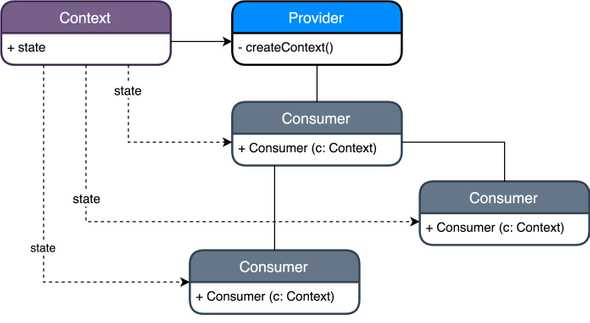 Context
+ state
Provider
- createContext()
state
Consumer
+ Consumer (c: Context)
state
Consumer
+ Consumer (c: Context)
state
Consumer
+ Consumer (c: Context)